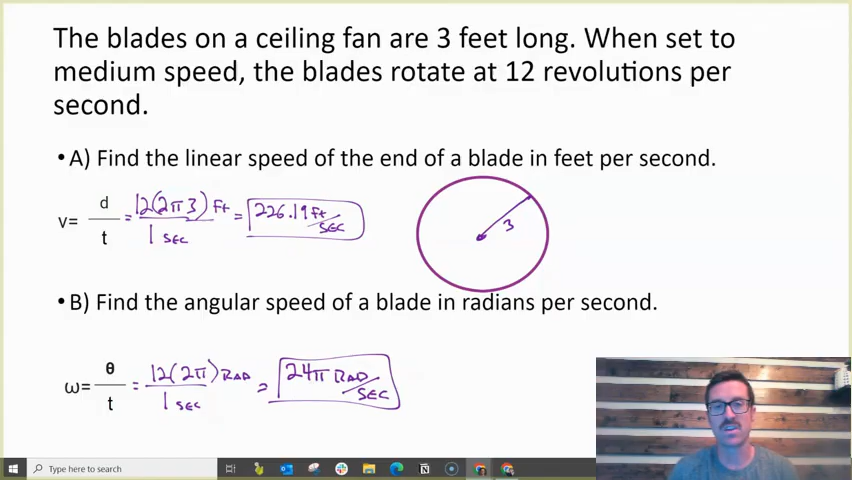 The blades on a ceiling fan are 3 feet long. When set to
medium speed, the blades rotate at 12 revolutions per
second.
•A) Find the linear speed of the end of a blade in feet per second.
v= d/t = 12(2π3) Ft / 1 SEC = 226.19 Ft/SEC
3
•B) Find the angular speed of a blade in radians per second.
ω= θ/t = 12(2π) RAD / 1 SEC = 24π RAD/SEC
Type here to search